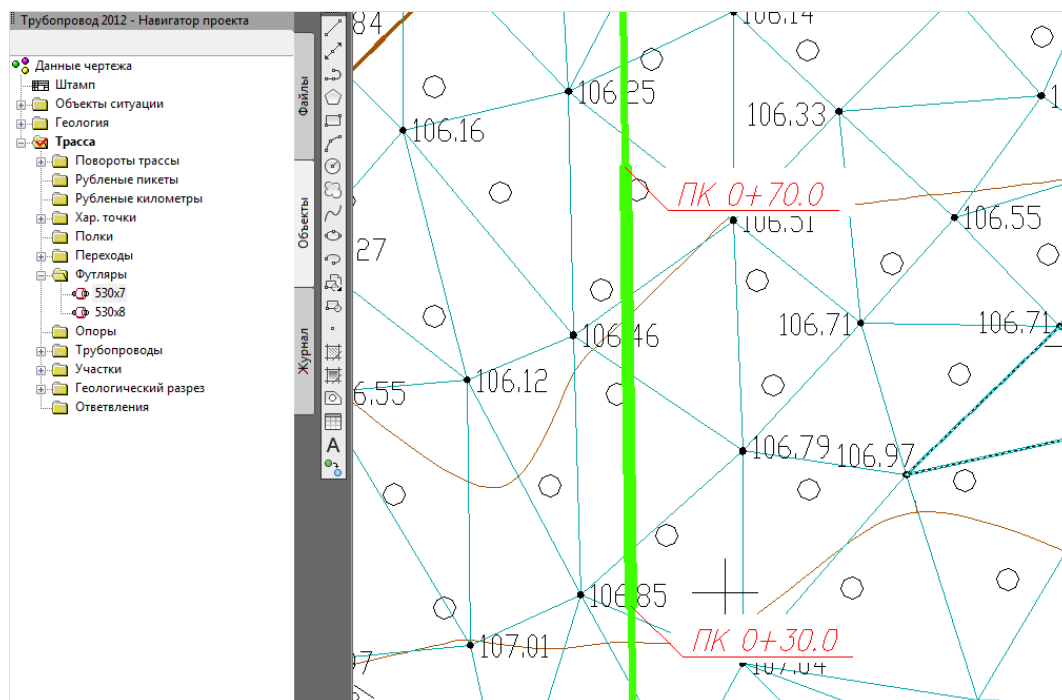 Трубопровод 2012 - Навигатор проекта
Данные чертежа
Штамп
Объекты ситуации
Геология
Трасса
Повороты трассы
Рубленые пикеты
Рубленые километры
Хар. точки
Полки
Переходы
Футляры
530x7
530x8
Опоры
Трубопроводы
Участки
Геологический разрез
Ответвления
Файлы
Объекты
Журнал
A
84
106.14
106.25
106.33
106.16
ПК 0+70.0
106.51
106.55
27
106.46
106.71
106.71
106.12
6.55
106.79
106.97
106.85
107.01
ПК 0+30.0
107.04